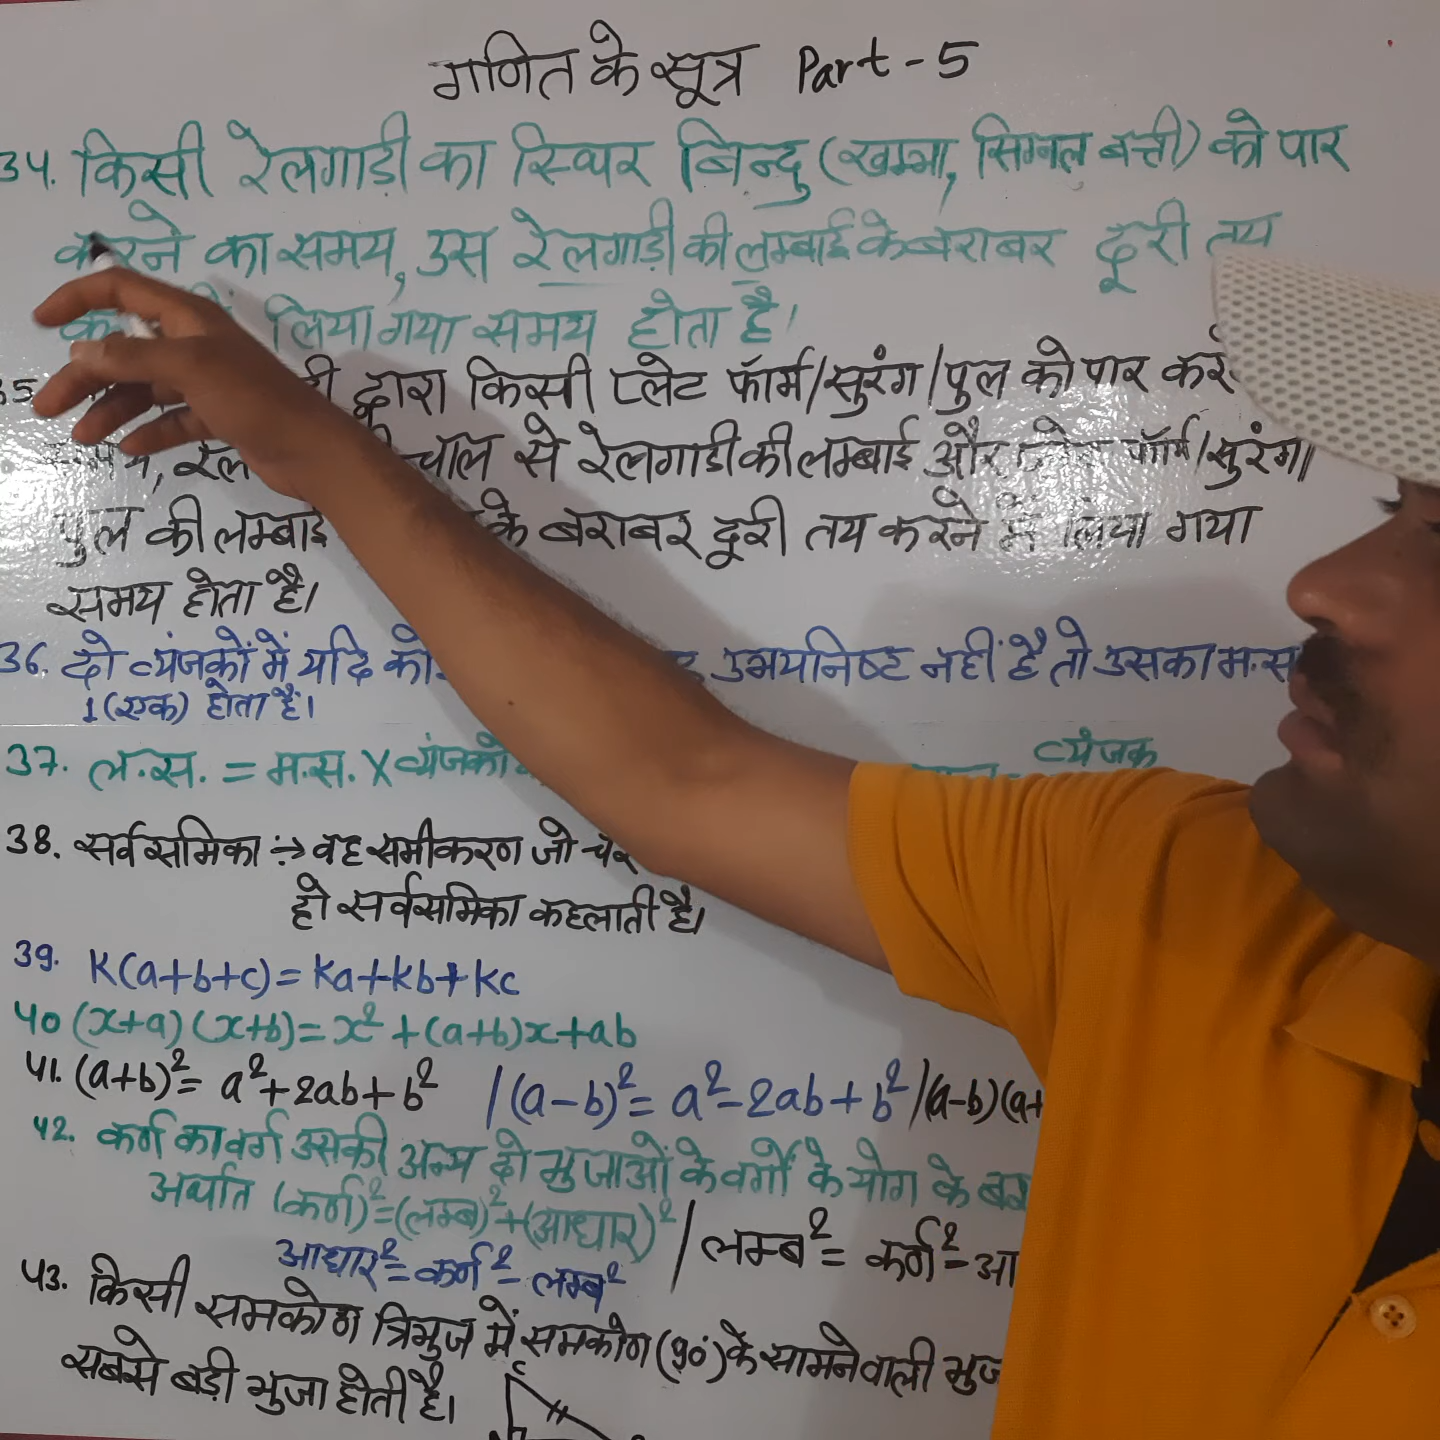 गणित के सूत्र Part-5
34. किसी रेलगाड़ी का स्थिर बिन्दु (खम्भा, सिग्नल बत्ती) को पार
करने का समय, उस रेलगाड़ी की लम्बाई के बराबर दूरी तय
लिया गया समय होता है।
द्वारा किसी प्लेट फॉर्म/सुरंग/पुल को पार
चाल से रेलगाडी की लम्बाई और फॉर्म/सुरंग/
पुल की लम्बाई के बराबर दूरी तय करने में लिया गया
समय होता है।
36. दो व्यंजकों में यदि उभयनिष्ट नहीं है तो उसका म.स
1 (एक) होता है।
37. ल.स. = म.स. X व्यंजको व्यंजक
38. सर्वसमिका :→ वह समीकरण जो
हो सर्वसमिका कहलाती है।
39. K(a+b+c)= Ka+Kb+Kc
40 (x+a)(x+b)= x²+(a+b)x+ab
41. (a+b)²= a²+2ab+b² /(a-b)²= a²-2ab+b²/(a-b)(a+
42. कर्ण का वर्ग उसकी अन्य दो भुजाओं के वर्गों के योग के
अर्थात (कर्ण)²=(लम्ब)²+(आधार)² / लम्ब²= कर्ण²-आ
आधार²=कर्ण²-लम्ब²
43. किसी समकोण त्रिभुज में समकोण (90°) के सामने वाली
सबसे बड़ी भुजा होती है।
C